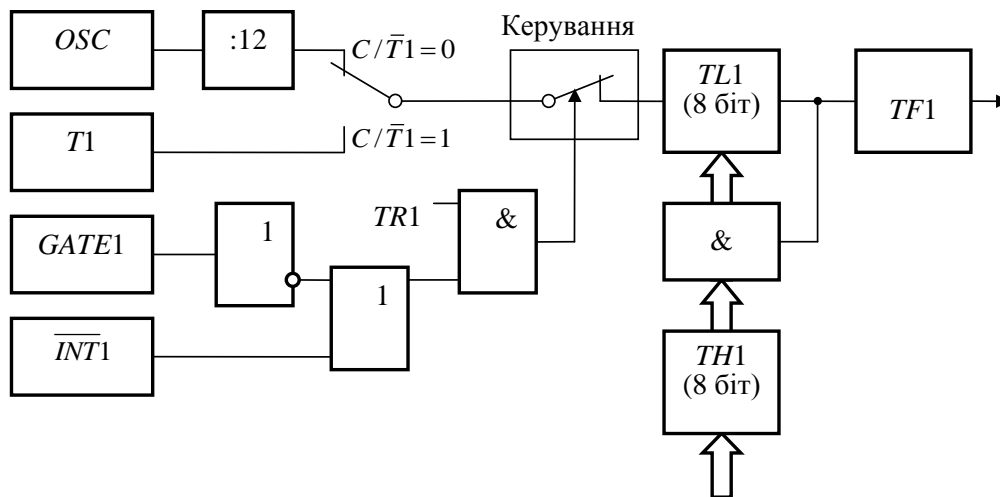 OSC
:12
C/T̅1=0
Керування
TL1
(8 біт)
TF1
T1
C/T̅1=1
TR1
&
&
GATE1
1
1
I̅N̅T̅1
TH1
(8 біт)